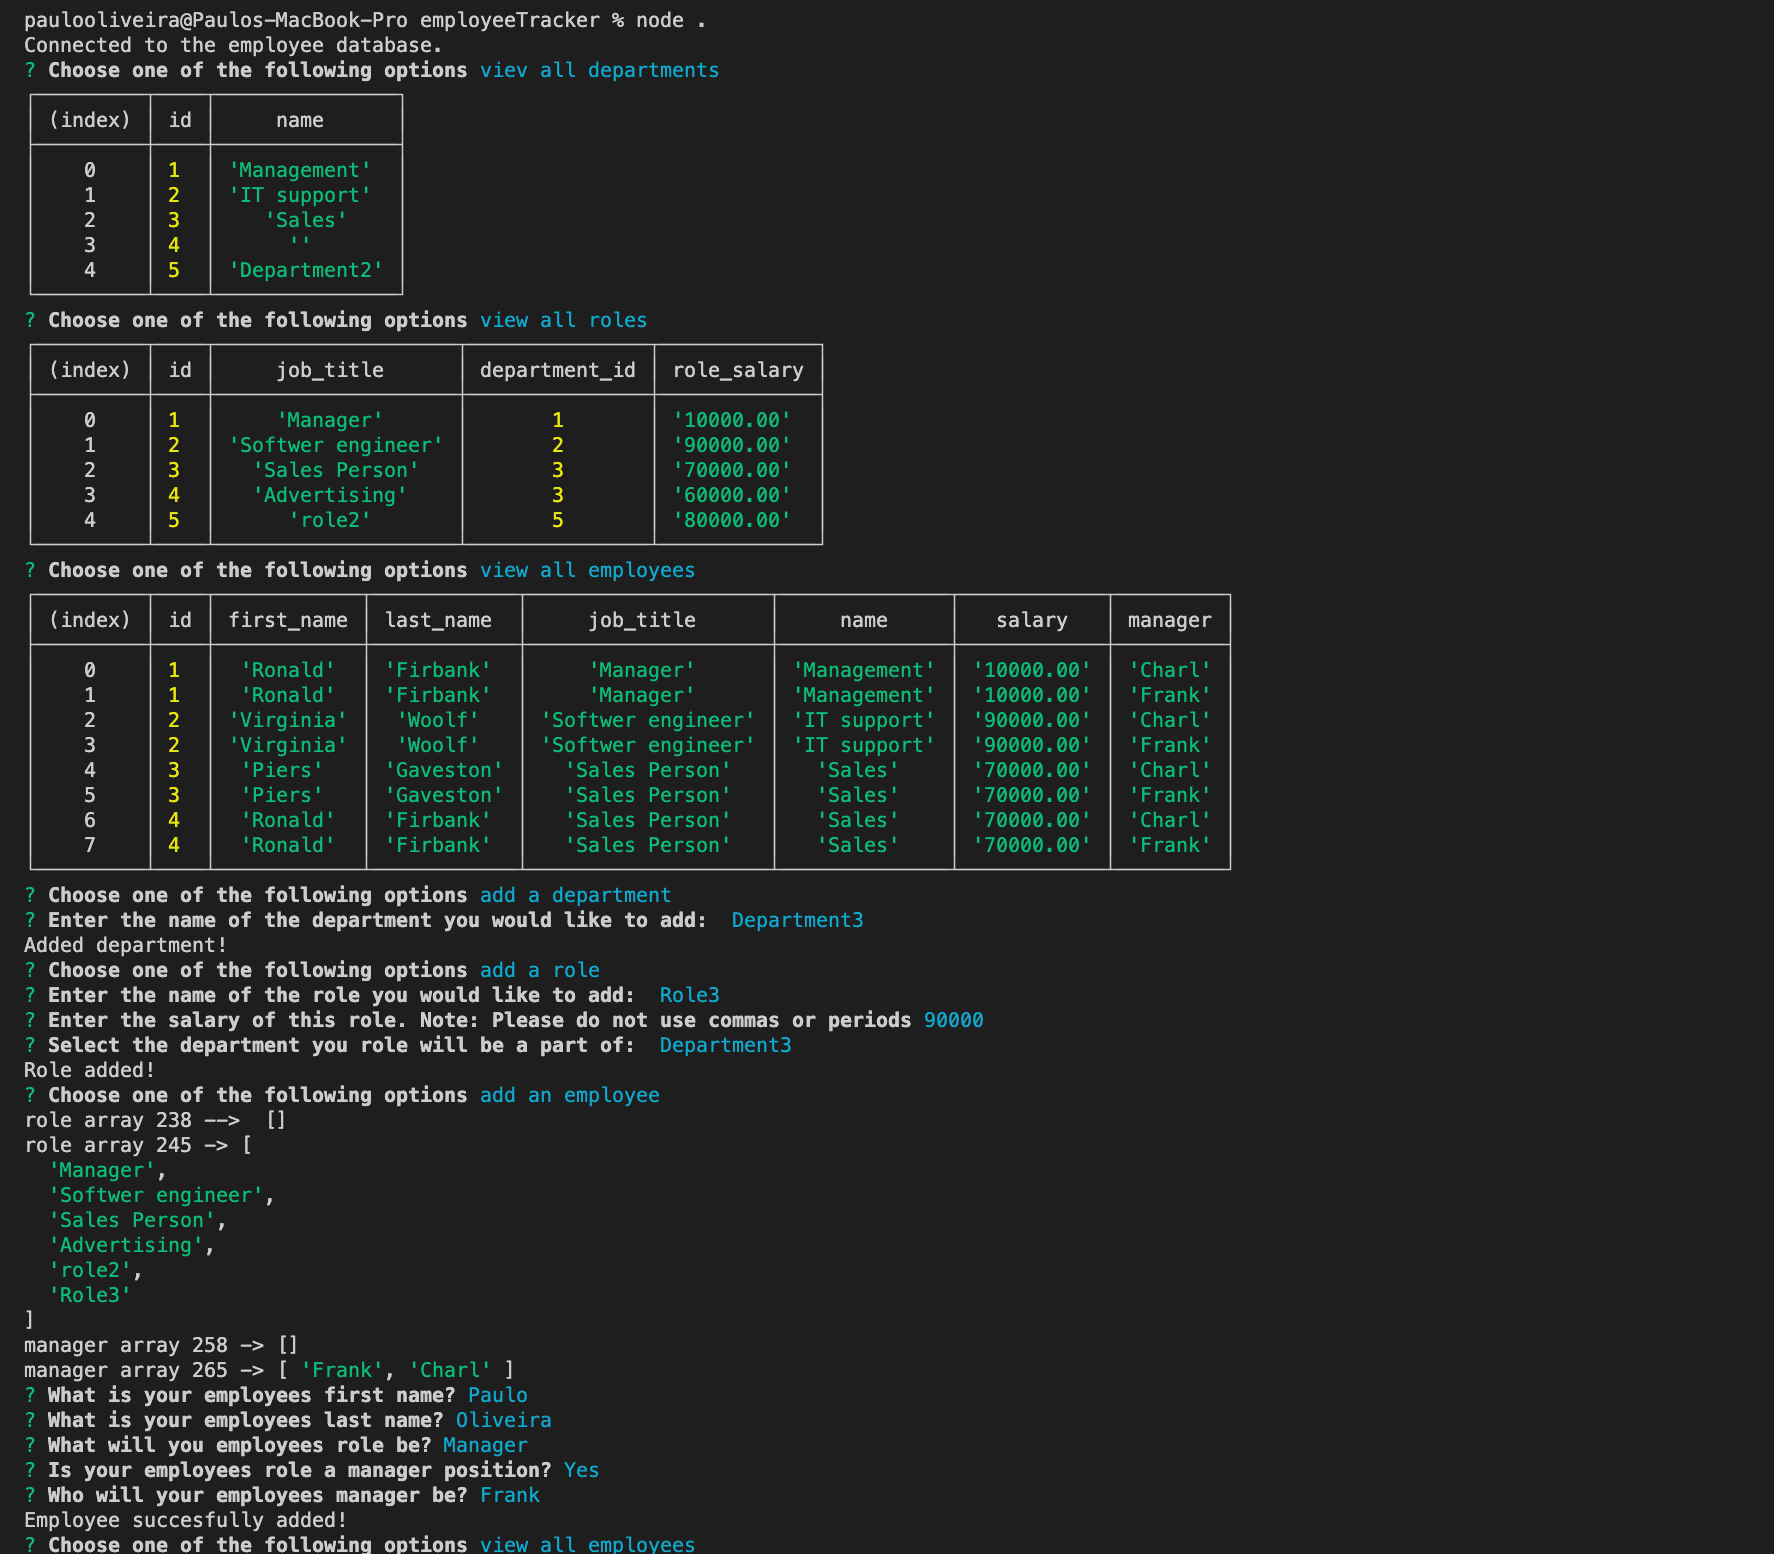 paulooliveira@Paulos-MacBook-Pro employeeTracker % node .
Connected to the employee database.
? Choose one of the following options viev all departments
(index) id name
0 1 'Management'
1 2 'IT support'
2 3 'Sales'
3 4 ''
4 5 'Department2'
? Choose one of the following options view all roles
(index) id job_title department_id role_salary
0 1 'Manager' 1 '10000.00'
1 2 'Softwer engineer' 2 '90000.00'
2 3 'Sales Person' 3 '70000.00'
3 4 'Advertising' 3 '60000.00'
4 5 'role2' 5 '80000.00'
? Choose one of the following options view all employees
(index) id first_name last_name job_title name salary manager
0 1 'Ronald' 'Firbank' 'Manager' 'Management' '10000.00' 'Charl'
1 1 'Ronald' 'Firbank' 'Manager' 'Management' '10000.00' 'Frank'
2 2 'Virginia' 'Woolf' 'Softwer engineer' 'IT support' '90000.00' 'Charl'
3 2 'Virginia' 'Woolf' 'Softwer engineer' 'IT support' '90000.00' 'Frank'
4 3 'Piers' 'Gaveston' 'Sales Person' 'Sales' '70000.00' 'Charl'
5 3 'Piers' 'Gaveston' 'Sales Person' 'Sales' '70000.00' 'Frank'
6 4 'Ronald' 'Firbank' 'Sales Person' 'Sales' '70000.00' 'Charl'
7 4 'Ronald' 'Firbank' 'Sales Person' 'Sales' '70000.00' 'Frank'
? Choose one of the following options add a department
? Enter the name of the department you would like to add:  Department3
Added department!
? Choose one of the following options add a role
? Enter the name of the role you would like to add:  Role3
? Enter the salary of this role. Note: Please do not use commas or periods 90000
? Select the department you role will be a part of:  Department3
Role added!
? Choose one of the following options add an employee
role array 238 -->  []
role array 245 -> [
  'Manager',
  'Softwer engineer',
  'Sales Person',
  'Advertising',
  'role2',
  'Role3'
]
manager array 258 -> []
manager array 265 -> [ 'Frank', 'Charl' ]
? What is your employees first name? Paulo
? What is your employees last name? Oliveira
? What will you employees role be? Manager
? Is your employees role a manager position? Yes
? Who will your employees manager be? Frank
Employee succesfully added!
? Choose one of the following options view all employees